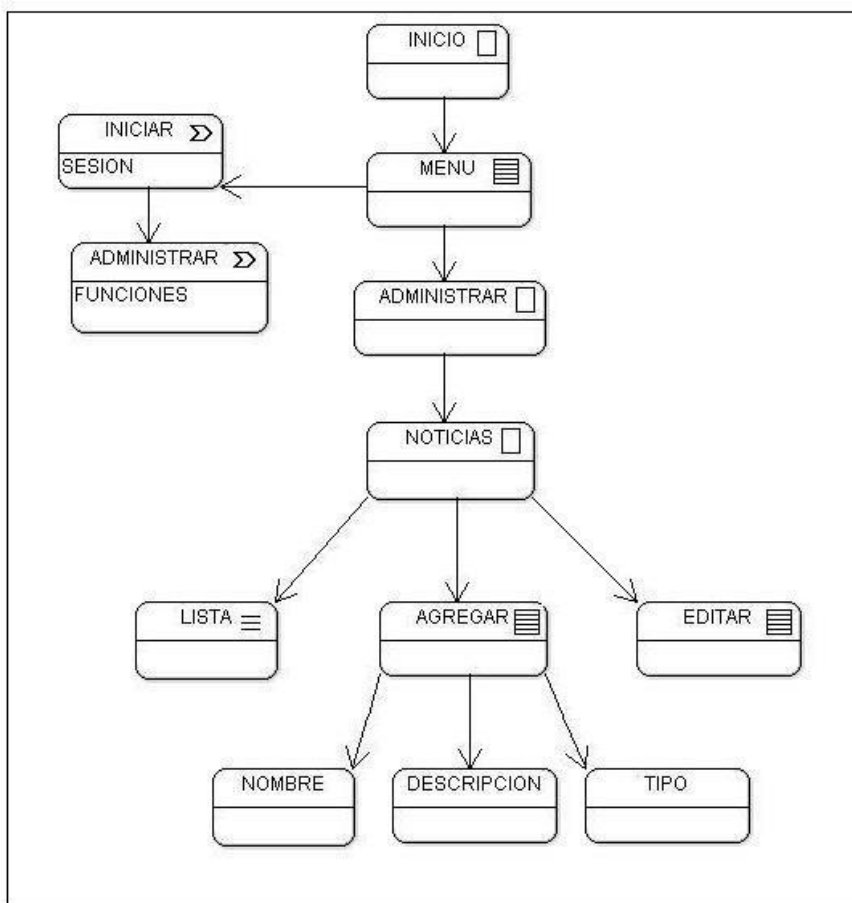 INICIO
INICIAR
SESION
MENU
ADMINISTRAR
FUNCIONES
ADMINISTRAR
NOTICIAS
LISTA
AGREGAR
EDITAR
NOMBRE
DESCRIPCION
TIPO